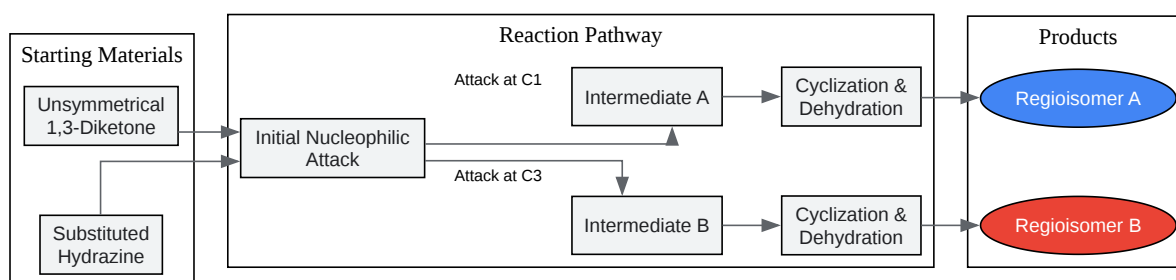 Starting Materials
Unsymmetrical
1,3-Diketone
Substituted
Hydrazine
Reaction Pathway
Initial Nucleophilic
Attack
Attack at C1
Attack at C3
Intermediate A
Cyclization &
Dehydration
Intermediate B
Cyclization &
Dehydration
Products
Regioisomer A
Regioisomer B